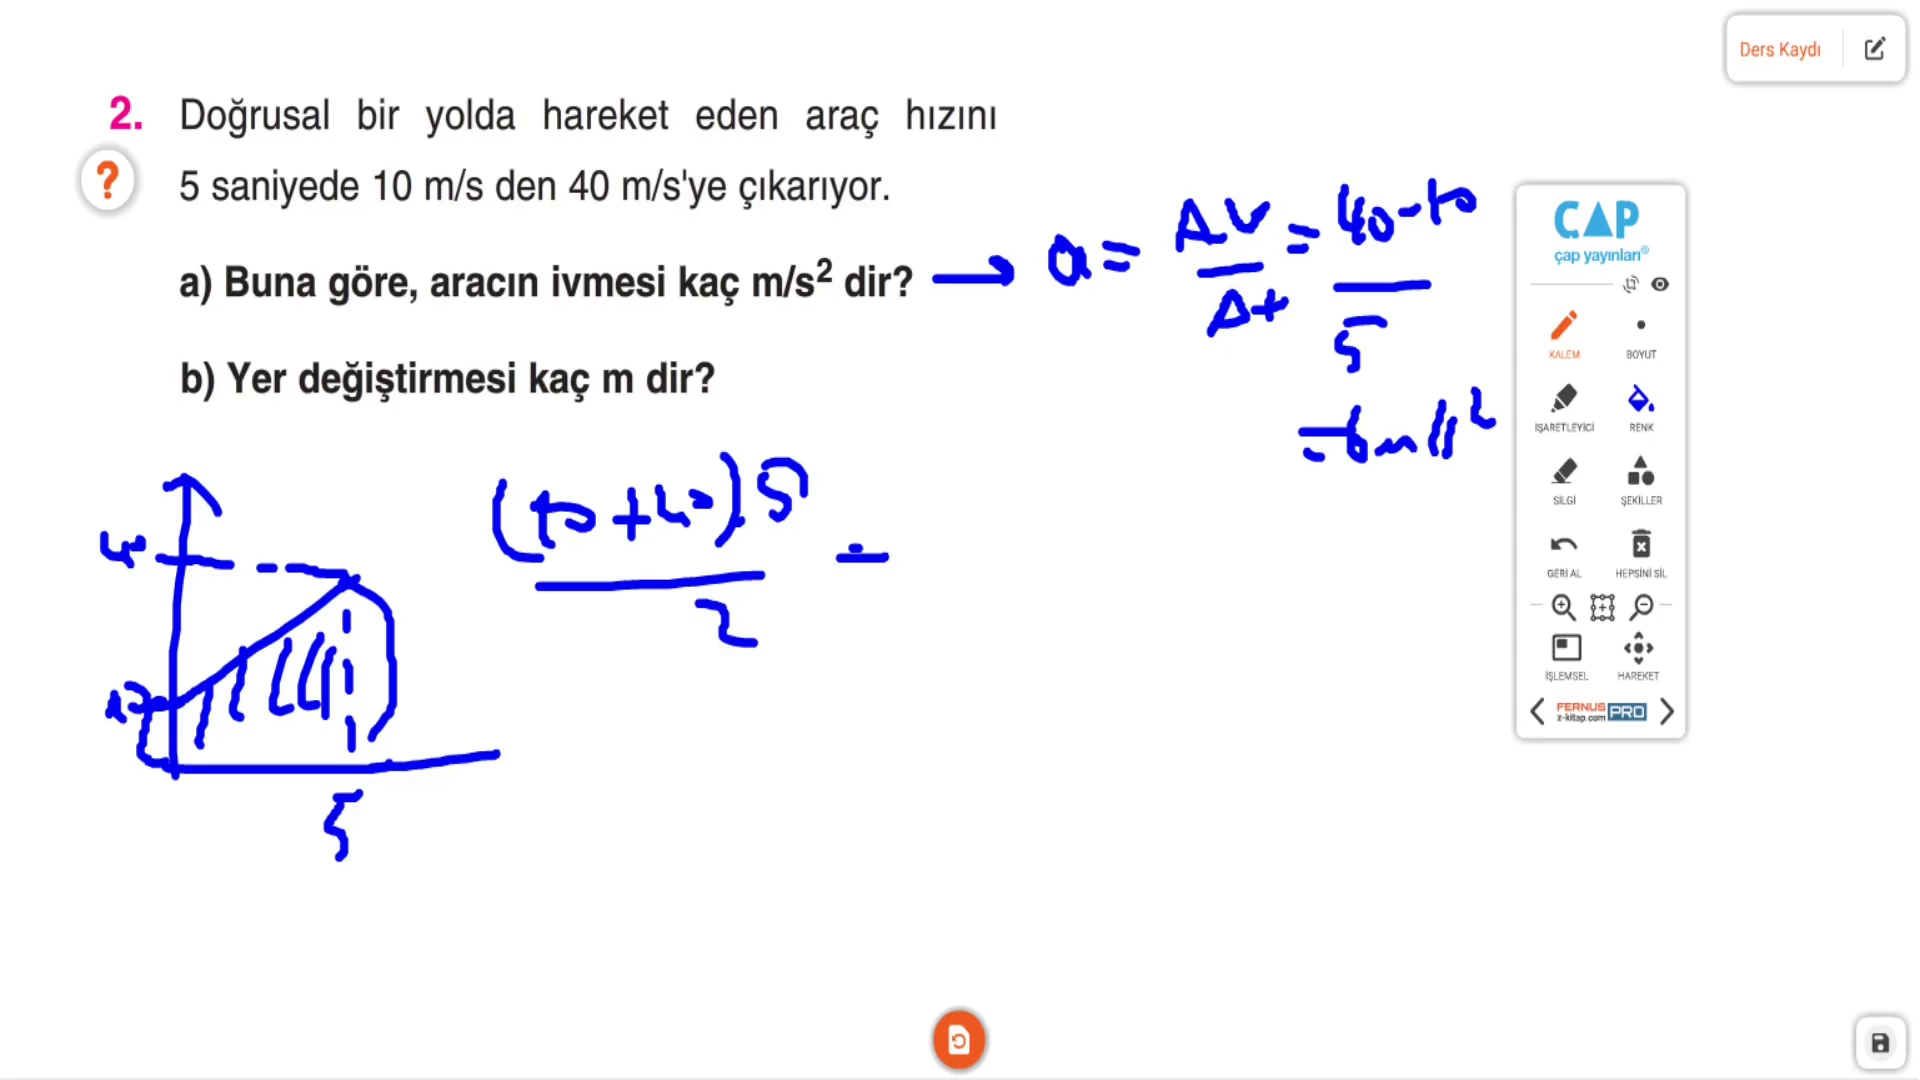 Ders Kaydı
2. Doğrusal bir yolda hareket eden araç hızını
? 5 saniyede 10 m/s den 40 m/s'ye çıkarıyor.
a) Buna göre, aracın ivmesi kaç m/s² dir? → a = ΔV/Δt = 40-10/5
= 6 m/s²
b) Yer değiştirmesi kaç m dir?
(10+40).5/2 =
40
10
5
ÇAP
çap yayınları®
KALEM
BOYUT
İŞARETLEYİCİ
RENK
SİLGİ
ŞEKİLLER
GERİ AL
HEPSİNİ SİL
İŞLEMSEL
HAREKET
FERNUS
z-kitap.com PRO